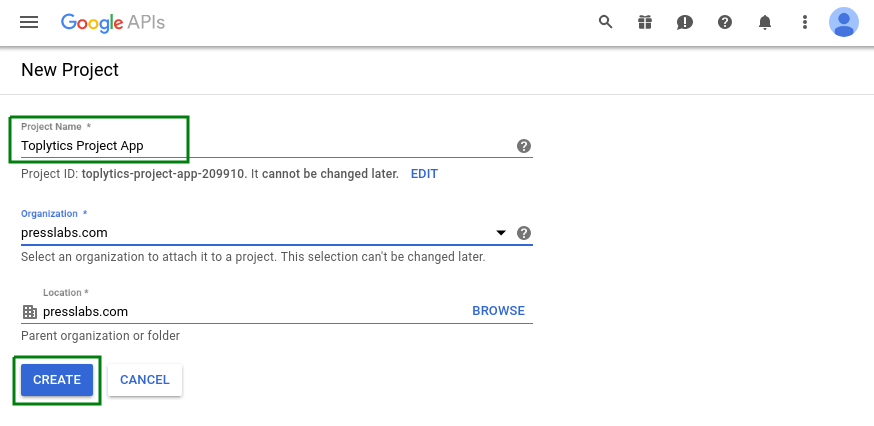 Google APIs
New Project
Project Name *
Toplytics Project App
Project ID: toplytics-project-app-209910. It cannot be changed later. EDIT
Organization *
presslabs.com
Select an organization to attach it to a project. This selection can't be changed later.
Location *
presslabs.com BROWSE
Parent organization or folder
CREATE CANCEL